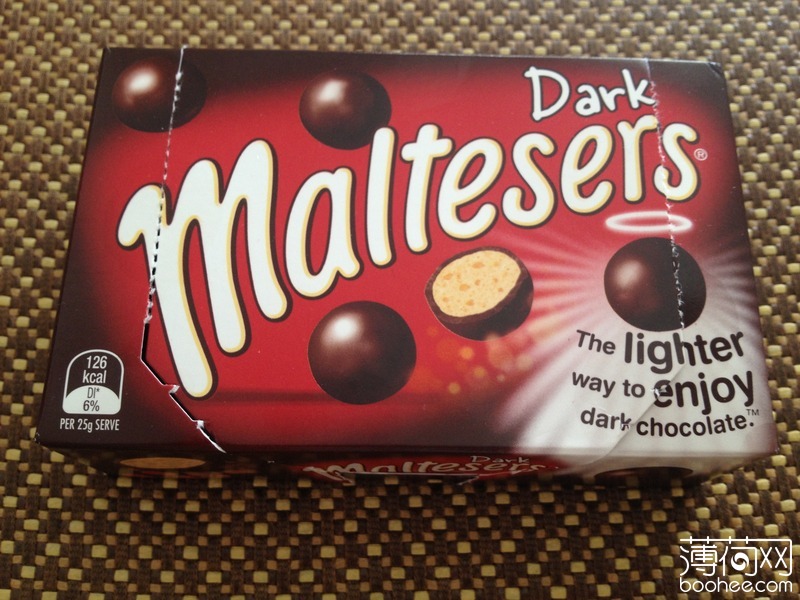 Dark
Maltesers®
The lighter
way to enjoy
dark chocolate.™
126
kcal
DI*
6%
PER 25g SERVE
Dark
Maltesers
薄荷网
boohee.com